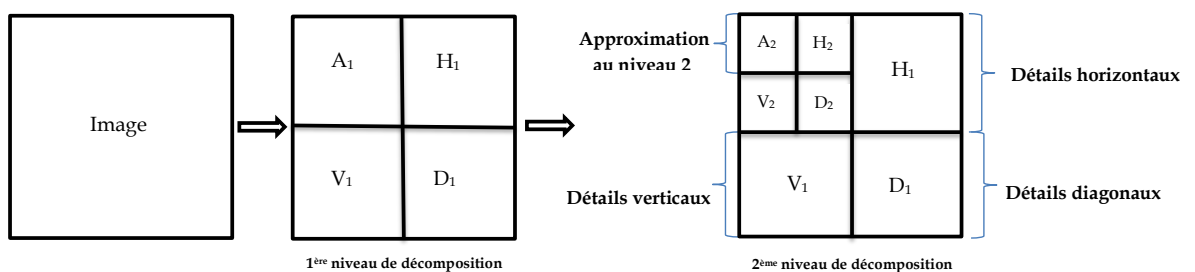 Image
A₁ H₁
V₁ D₁
1ère niveau de décomposition
Approximation
au niveau 2
A₂ H₂
V₂ D₂
H₁
Détails horizontaux
Détails verticaux
V₁ D₁
Détails diagonaux
2ème niveau de décomposition